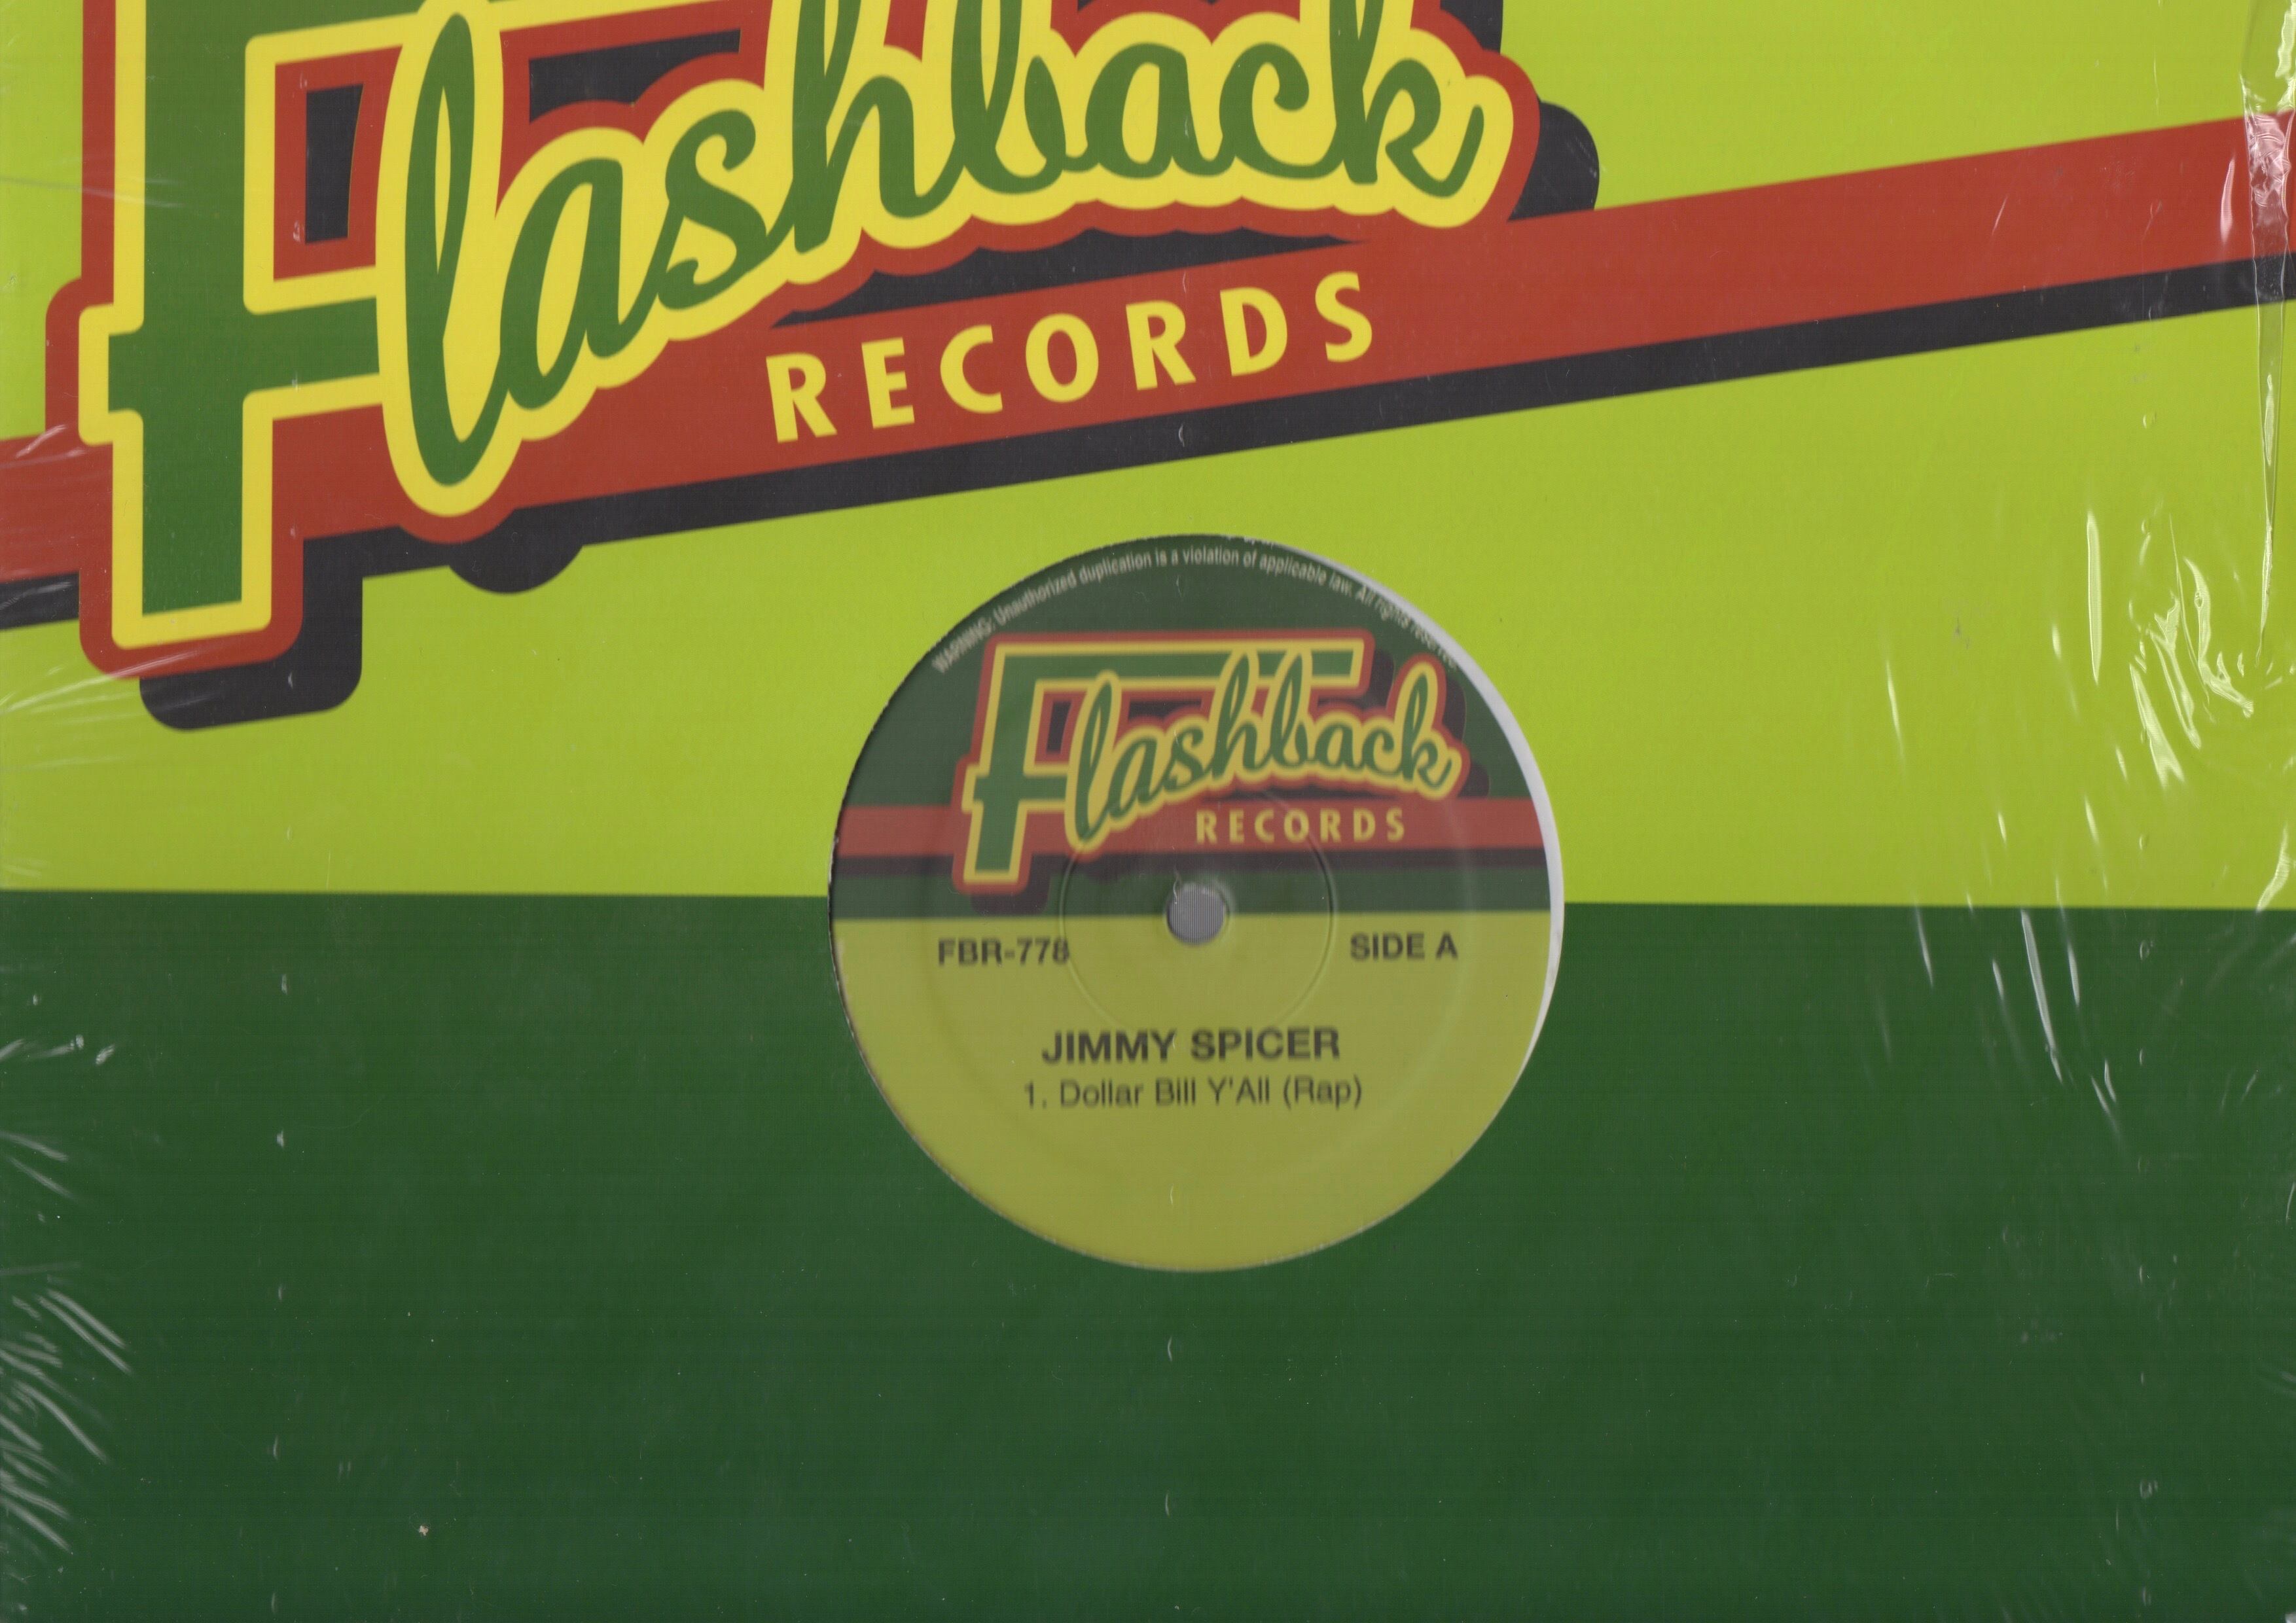 Flashback
RECORDS
WARNING: Unauthorized duplication is a violation of applicable law. All rights reserved.
Flashback
RECORDS
FBR-778
SIDE A
JIMMY SPICER
1. Dollar Bill Y'All (Rap)